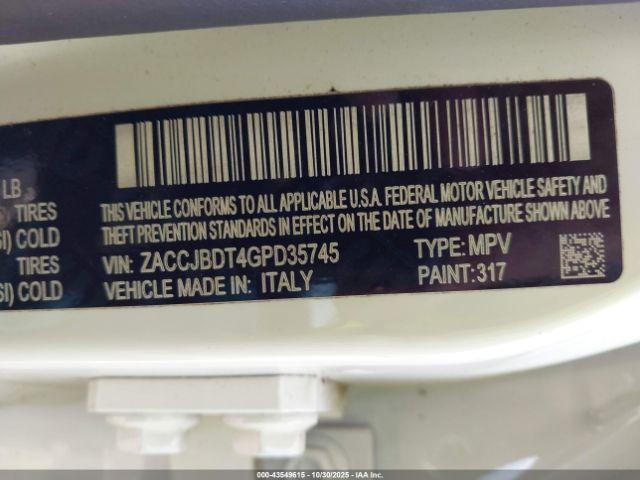 LB
TIRES
SI) COLD
TIRES
SI) COLD
THIS VEHICLE CONFORMS TO ALL APPLICABLE U.S.A. FEDERAL MOTOR VEHICLE SAFETY AND
THEFT PREVENTION STANDARDS IN EFFECT ON THE DATE OF MANUFACTURE SHOWN ABOVE
VIN: ZACCJBDT4GPD35745 TYPE: MPV
VEHICLE MADE IN: ITALY PAINT: 317
00 - 43549615 - 10/30/2025 - IAA Inc.